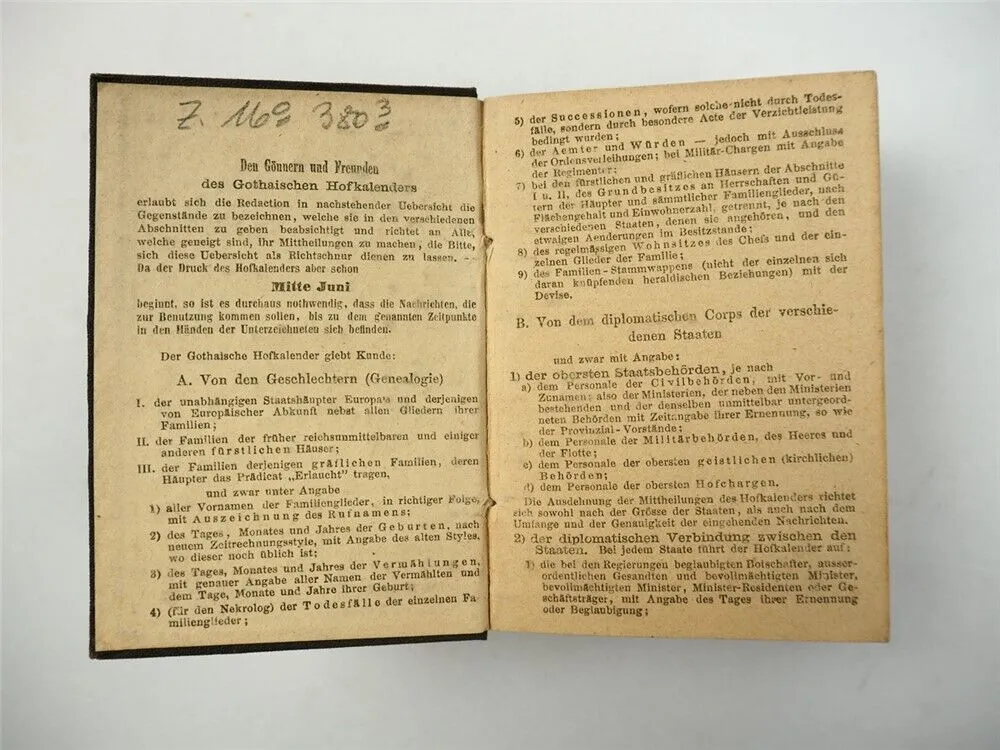 Z. 16º 380 3
Den Gönnern und Freunden
des Gothaischen Hofkalenders
erlaubt sich die Redaction in nachstehender Uebersicht die
Gegenstände zu bezeichnen, welche sie in den verschiedenen
Abschnitten zu geben beabsichtigt und richtet an Alle,
welche geneigt sind, ihr Mittheilungen zu machen, die Bitte,
sich diese Uebersicht als Richtschnur dienen zu lassen. —
Da der Druck des Hofkalenders aber schon
Mitte Juni
beginnt, so ist es durchaus nothwendig, dass die Nachrichten, die
zur Benutzung kommen sollen, bis zu dem genannten Zeitpunkte
in den Händen der Unterzeichneten sich befinden.
Der Gothaische Hofkalender giebt Kunde:
A. Von den Geschlechtern (Genealogie)
I. der unabhängigen Staatshäupter Europa's und derjenigen
von Europäischer Abkunft nebst allen Gliedern ihrer
Familien;
II. der Familien der früher reichsunmittelbaren und einiger
anderen fürstlichen Häuser;
III. der Familien derjenigen gräflichen Familien, deren
Häupter das Prädicat „Erlaucht" tragen,
und zwar unter Angabe
1) aller Vornamen der Familienglieder, in richtiger Folge,
mit Auszeichnung des Rufnamens;
2) des Tages, Monates und Jahres der Geburten, nach
neuem Zeitrechnungsstyle, mit Angabe des alten Styles,
wo dieser noch üblich ist;
3) des Tages, Monates und Jahres der Vermählungen,
mit genauer Angabe aller Namen der Vermählten und
dem Tage, Monate und Jahre ihrer Geburt;
4) (für den Nekrolog) der Todesfälle der einzelnen Fa-
milienglieder;
5) der Successionen, wofern solche nicht durch Todes-
fälle, sondern durch besondere Acte der Verzichtleistung
bedingt wurden;
6) der Aemter und Würden — jedoch mit Ausschluss
der Ordensverleihungen; bei Militär-Chargen mit Angabe
der Regimenter;
7) bei den fürstlichen und gräflichen Häusern der Abschnitte
I u. II, des Grundbesitzes an Herrschaften und Gü-
tern der Häupter und sämmtlicher Familienglieder, nach
Flächengehalt und Einwohnerzahl, getrennt, je nach den
verschiedenen Staaten, denen sie angehören, und den
etwaigen Aenderungen im Besitzstande;
8) des regelmässigen Wohnsitzes des Chefs und der ein-
zelnen Glieder der Familie;
9) des Familien-Stammwappens (nicht der einzelnen sich
daran knüpfenden heraldischen Beziehungen) mit der
Devise.
B. Von dem diplomatischen Corps der verschie-
denen Staaten
und zwar mit Angabe:
1) der obersten Staatsbehörden, je nach
a) dem Personale der Civilbehörden, mit Vor- und
Zunamen: also der Ministerien, der neben den Ministerien
bestehenden und der denselben unmittelbar untergeord-
neten Behörden mit Zeitangabe ihrer Ernennung, so wie
der Provinzial-Vorstände;
b) dem Personale der Militärbehörden, des Heeres und
der Flotte;
c) dem Personale der obersten geistlichen (kirchlichen)
Behörden;
d) dem Personale der obersten Hofchargen.
Die Ausdehnung der Mittheilungen des Hofkalenders richtet
sich sowohl nach der Grösse der Staaten, als auch nach dem
Umfange und der Genauigkeit der eingehenden Nachrichten.
2) der diplomatischen Verbindung zwischen den
Staaten. Bei jedem Staate führt der Hofkalender auf:
1) die bei den Regierungen beglaubigten Botschafter, ausser-
ordentlichen Gesandten und bevollmächtigten Minister,
bevollmächtigten Minister, Minister-Residenten oder Ge-
schäftsträger, mit Angabe des Tages ihrer Ernennung
oder Beglaubigung;